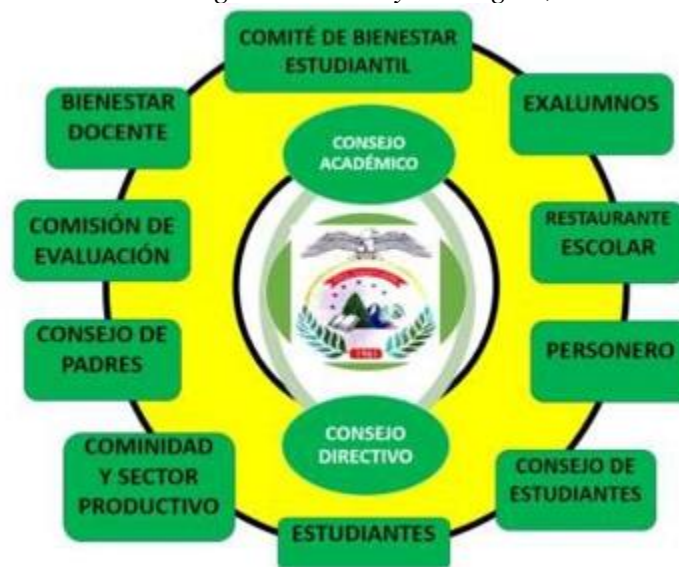 COMITÉ DE BIENESTAR
ESTUDIANTIL
BIENESTAR
DOCENTE
EXALUMNOS
CONSEJO
ACADÉMICO
COMISIÓN DE
EVALUACIÓN
RESTAURANTE
ESCOLAR
1961
CONSEJO DE
PADRES
PERSONERO
CONSEJO
DIRECTIVO
COMINIDAD
Y SECTOR
PRODUCTIVO
CONSEJO DE
ESTUDIANTES
ESTUDIANTES